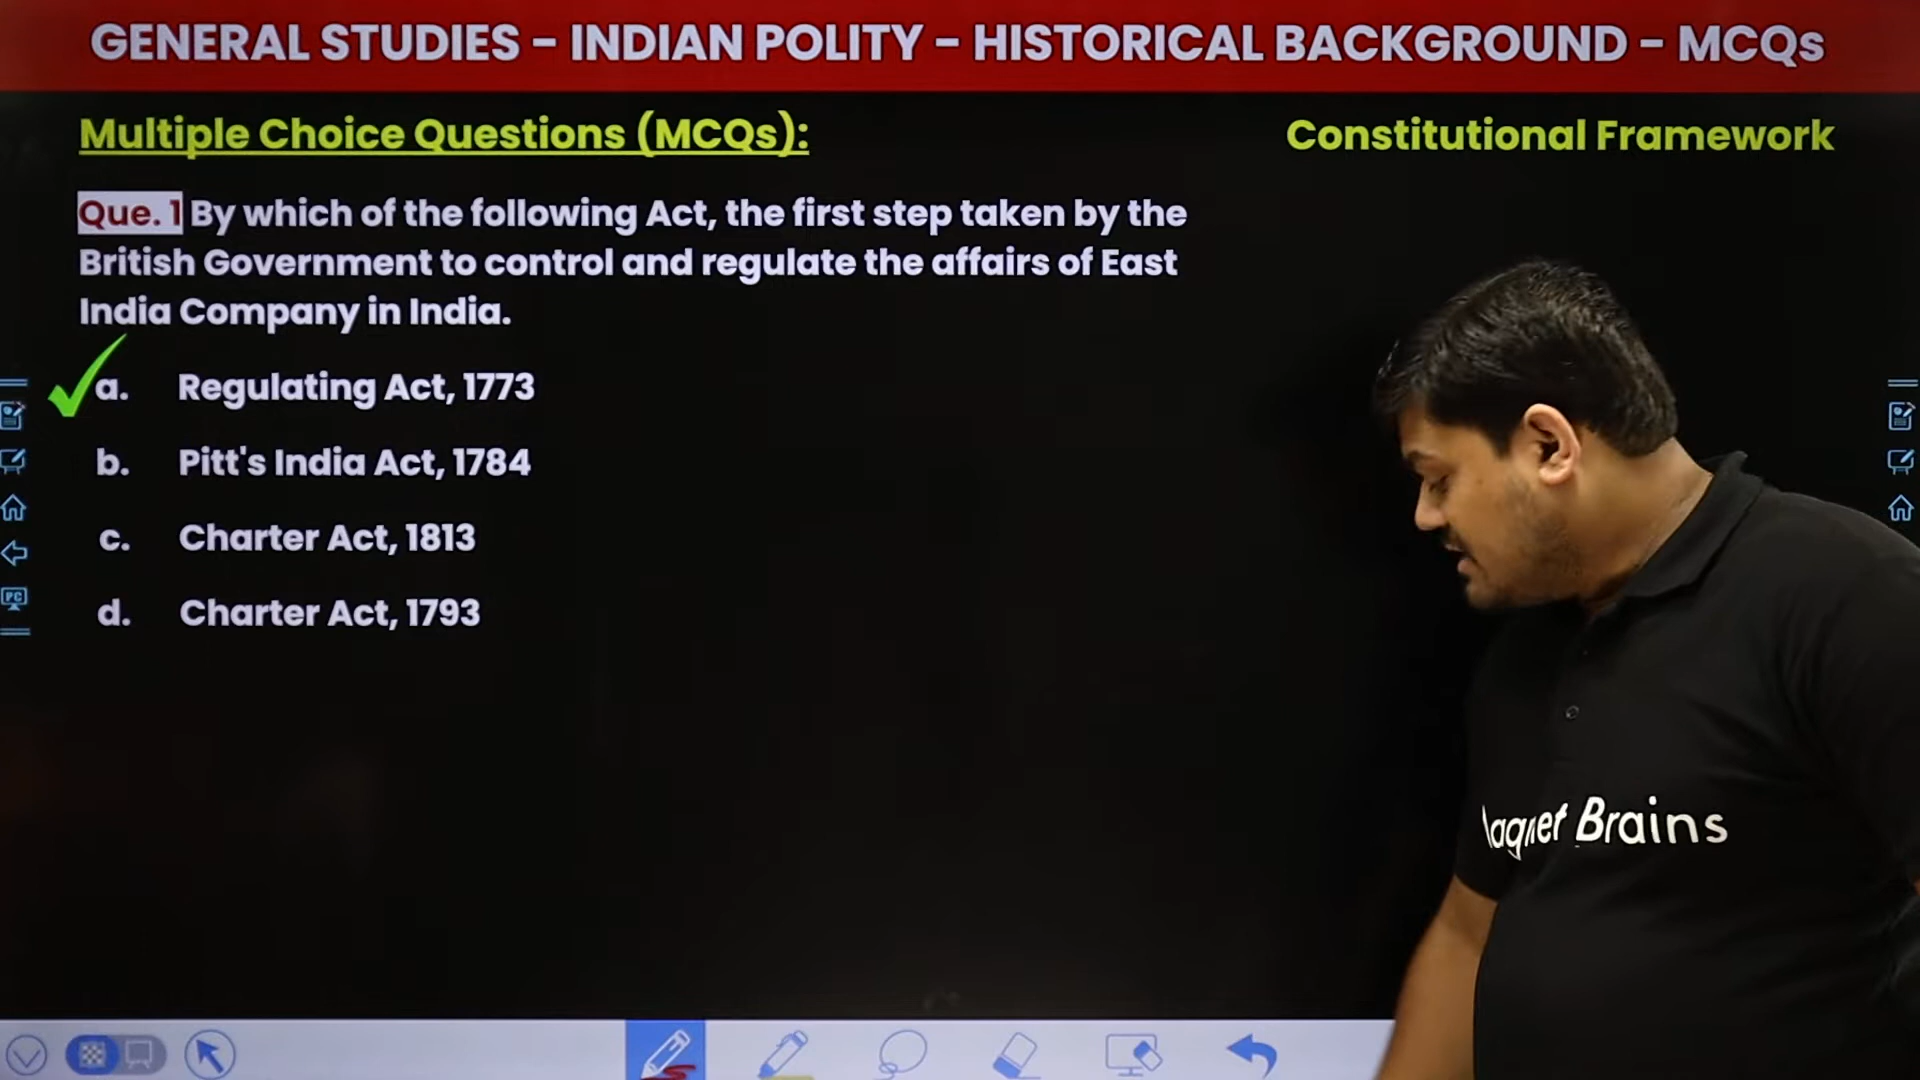 GENERAL STUDIES – INDIAN POLITY – HISTORICAL BACKGROUND – MCQs
Multiple Choice Questions (MCQs):
Constitutional Framework
Que. 1 By which of the following Act, the first step taken by the
British Government to control and regulate the affairs of East
India Company in India.
a. Regulating Act, 1773
b. Pitt's India Act, 1784
c. Charter Act, 1813
d. Charter Act, 1793
PC
Brains